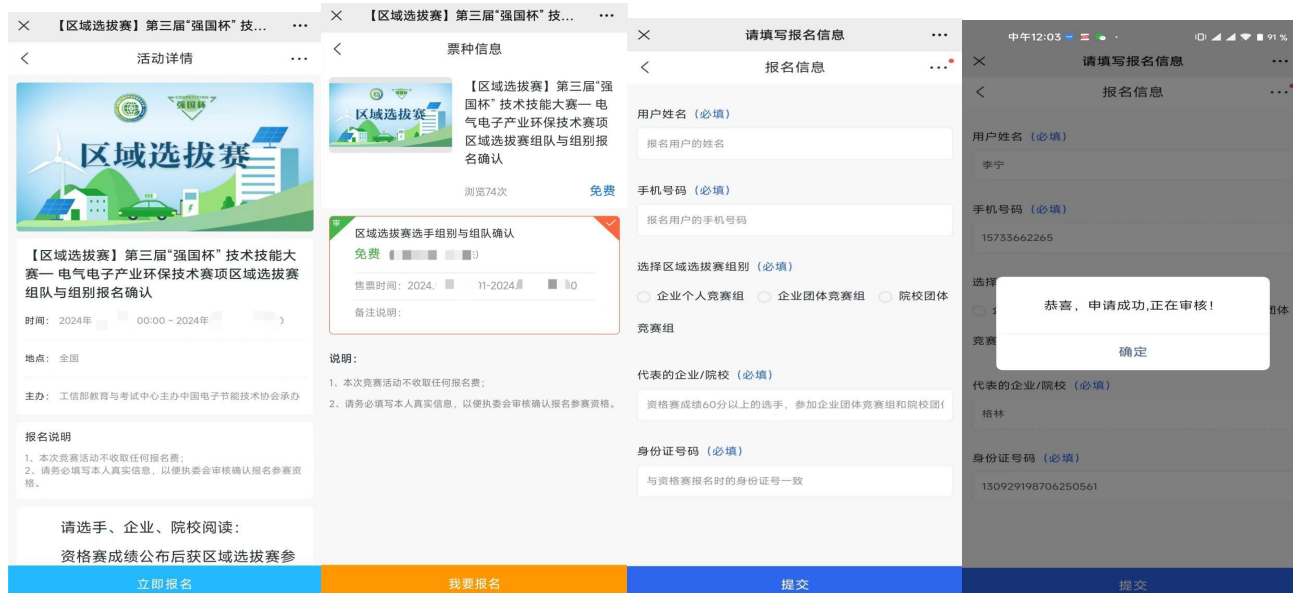 【区域选拔赛】第三届“强国杯” 技...
活动详情
强国杯
区域选拔赛
【区域选拔赛】第三届“强国杯” 技术技能大
赛— 电气电子产业环保技术赛项区域选拔赛
组队与组别报名确认
时间: 2024年 00:00 - 2024年
地点: 全国
主办: 工信部教育与考试中心主办中国电子节能技术协会承办
报名说明
1、本次竞赛活动不收取任何报名费;
2、请务必填写本人真实信息, 以便执委会审核确认报名参赛资
格。
请选手、企业、院校阅读:
资格赛成绩公布后获区域选拔赛参
立即报名
【区域选拔赛】第三届“强国杯” 技...
票种信息
区域选拔赛
【区域选拔赛】第三届“强
国杯” 技术技能大赛— 电
气电子产业环保技术赛项
区域选拔赛组队与组别报
名确认
浏览74次 免费
审
区域选拔赛选手组别与组队确认
免费
售票时间: 2024. 01-2024.
备注说明:
说明:
1、本次竞赛活动不收取任何报名费;
2、请务必填写本人真实信息, 以便执委会审核确认报名参赛资格。
我要报名
请填写报名信息
报名信息
用户姓名 (必填)
报名用户的姓名
手机号码 (必填)
报名用户的手机号码
选择区域选拔赛组别 (必填)
企业个人竞赛组 企业团体竞赛组 院校团体
竞赛组
代表的企业/院校 (必填)
资格赛成绩60分以上的选手, 参加企业团体竞赛组和院校团
身份证号码 (必填)
与资格赛报名时的身份证号一致
提交
中午12:03 91 %
请填写报名信息
报名信息
用户姓名 (必填)
李宁
手机号码 (必填)
15733662265
选择
恭喜, 申请成功,正在审核!
团体
竞赛
确定
代表的企业/院校 (必填)
格林
身份证号码 (必填)
130929198706250561
提交